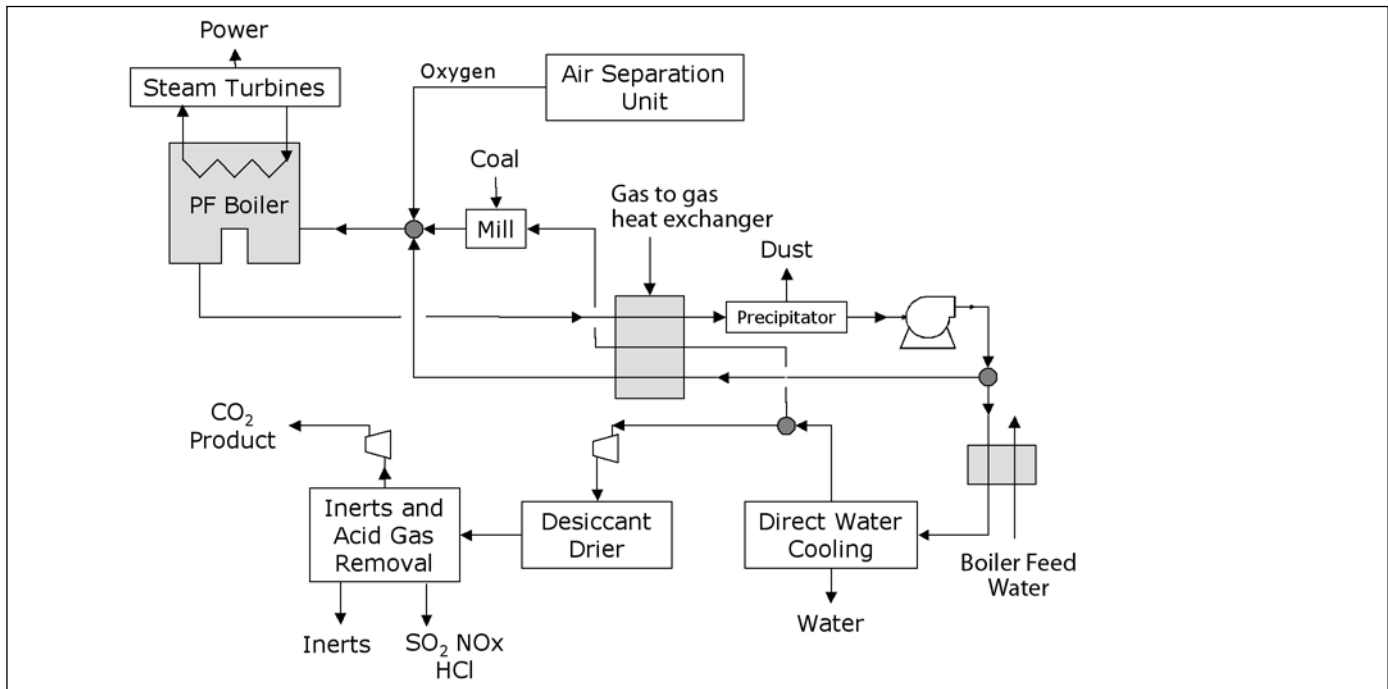 Power
Steam Turbines
Oxygen
Air Separation
Unit
Coal
PF Boiler
Mill
Gas to gas
heat exchanger
Dust
Precipitator
CO₂
Product
Inerts and
Acid Gas
Removal
Desiccant
Drier
Direct Water
Cooling
Boiler Feed
Water
Water
Inerts
SO₂ NOx
HCl